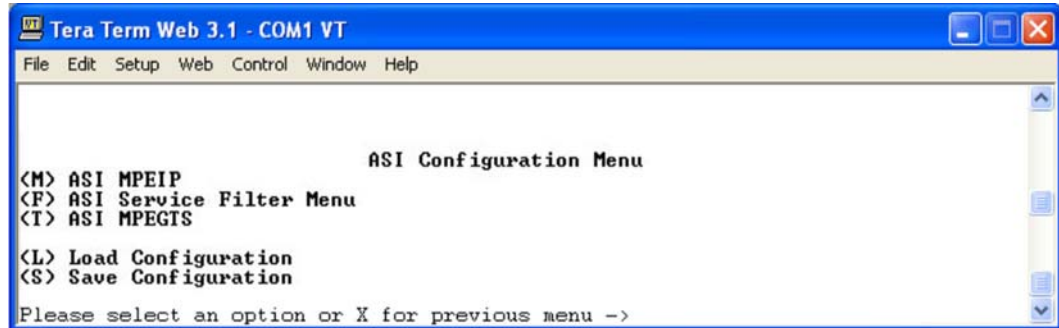 Tera Term Web 3.1 - COM1 VT
File Edit Setup Web Control Window Help
ASI Configuration Menu
(M) ASI MPEIP
(F) ASI Service Filter Menu
(T) ASI MPEGTS
(L) Load Configuration
(S) Save Configuration
Please select an option or X for previous menu ->